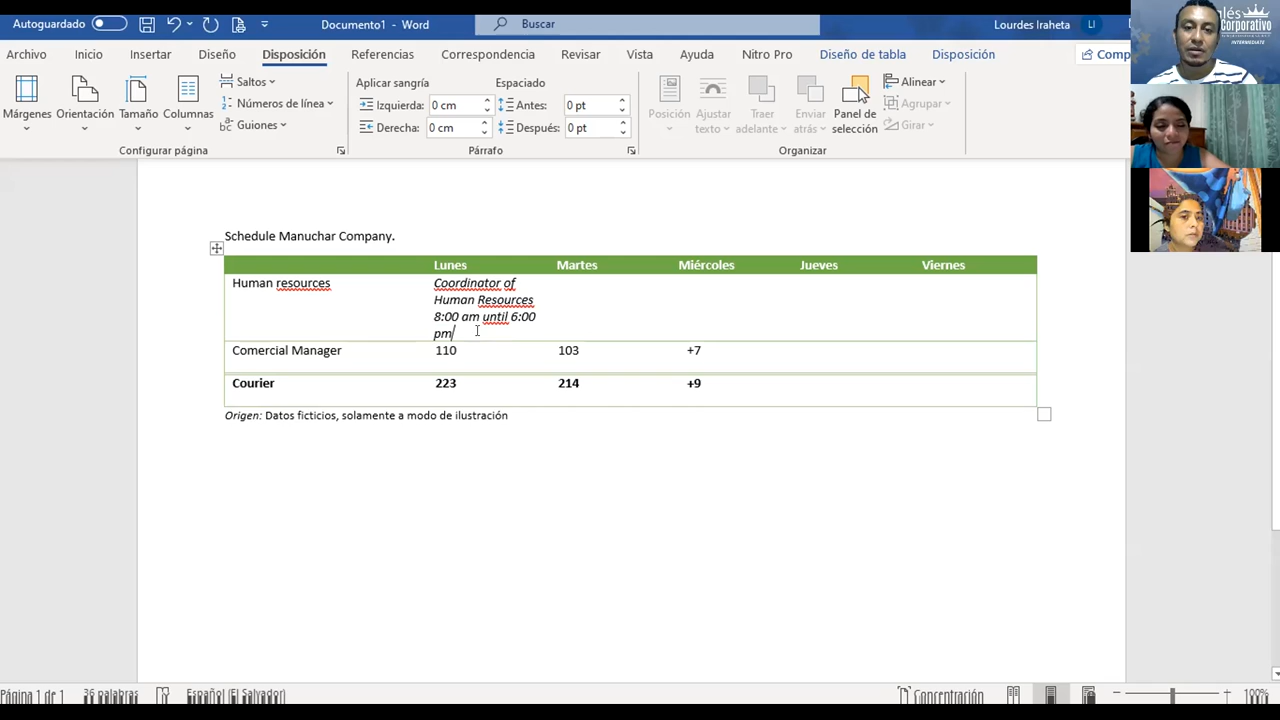 Autoguardado
Documento1 - Word
Buscar
Lourdes Iraheta
LI
Archivo
Inicio
Insertar
Diseño
Disposición
Referencias
Correspondencia
Revisar
Vista
Ayuda
Nitro Pro
Diseño de tabla
Disposición
Comp
Márgenes
Orientación
Tamaño
Columnas
Saltos
Números de línea
Guiones
Configurar página
Aplicar sangría
Izquierda: 0 cm
Derecha: 0 cm
Espaciado
Antes: 0 pt
Después: 0 pt
Párrafo
Posición
Ajustar
texto
Traer
adelante
Enviar
atrás
Panel de
selección
Alinear
Agrupar
Girar
Organizar
glés
Corporativo
INTERMEDIATE
Schedule Manuchar Company.
Lunes Martes Miércoles Jueves Viernes
Human resources
Coordinator of
Human Resources
8:00 am until 6:00
pm
Comercial Manager 110 103 +7
Courier 223 214 +9
Origen: Datos ficticios, solamente a modo de ilustración
Página 1 de 1
36 palabras
Español (El Salvador)
Concentración
100%